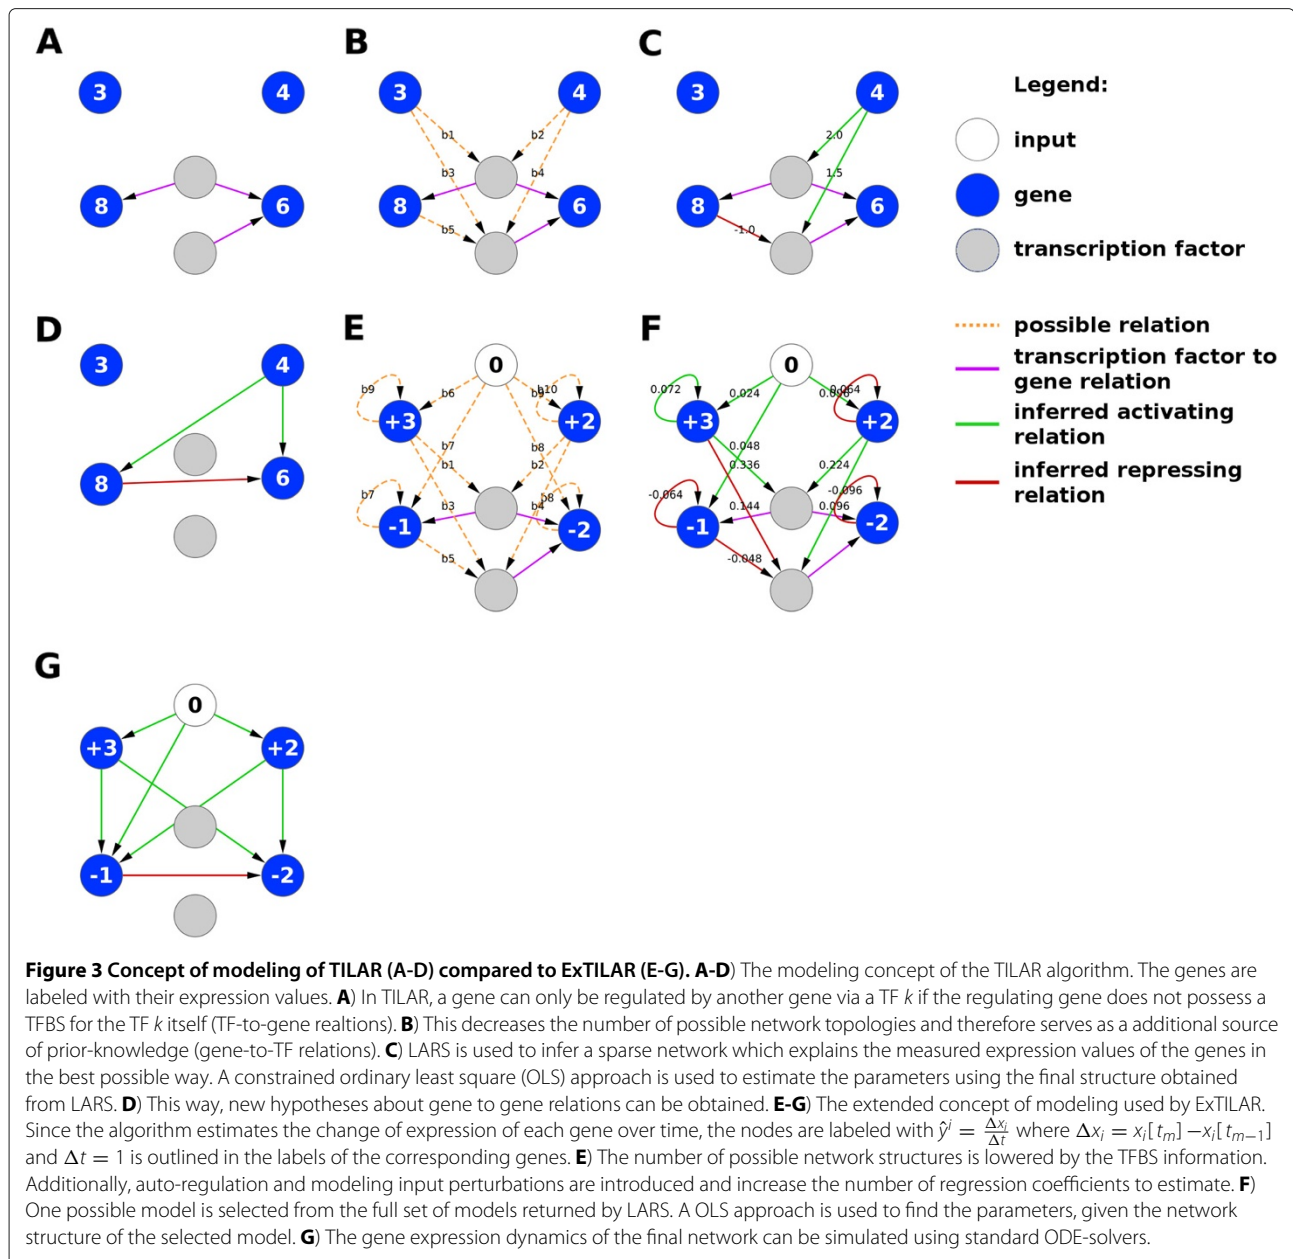 A
B
C
3
4
8
6
3
4
b1
b2
b3
b4
8
6
b5
3
4
2.0
1.5
8
6
-1.0
Legend:
input
gene
transcription factor
possible relation
transcription factor to
gene relation
inferred activating
relation
inferred repressing
relation
D
3
4
8
6
E
0
b9
b6
b9
b10
+3
+2
b7
b8
b1
b2
b7
b3
b4
b8
-1
-2
b5
F
0
0.072
0.024
0.064
+3
+2
0.048
0.336
0.224
-0.064
-0.096
0.144
0.096
-1
-2
-0.048
G
0
+3
+2
-1
-2
Figure 3 Concept of modeling of TILAR (A-D) compared to ExTILAR (E-G). A-D) The modeling concept of the TILAR algorithm. The genes are
labeled with their expression values. A) In TILAR, a gene can only be regulated by another gene via a TF k if the regulating gene does not possess a
TFBS for the TF k itself (TF-to-gene realtions). B) This decreases the number of possible network topologies and therefore serves as a additional source
of prior-knowledge (gene-to-TF relations). C) LARS is used to infer a sparse network which explains the measured expression values of the genes in
the best possible way. A constrained ordinary least square (OLS) approach is used to estimate the parameters using the final structure obtained
from LARS. D) This way, new hypotheses about gene to gene relations can be obtained. E-G) The extended concept of modeling used by ExTILAR.
Since the algorithm estimates the change of expression of each gene over time, the nodes are labeled with ŷⁱ = Δxᵢ/Δt where Δxᵢ = xᵢ[ tₘ] −xᵢ[ tₘ₋₁]
and Δt = 1 is outlined in the labels of the corresponding genes. E) The number of possible network structures is lowered by the TFBS information.
Additionally, auto-regulation and modeling input perturbations are introduced and increase the number of regression coefficients to estimate. F)
One possible model is selected from the full set of models returned by LARS. A OLS approach is used to find the parameters, given the network
structure of the selected model. G) The gene expression dynamics of the final network can be simulated using standard ODE-solvers.